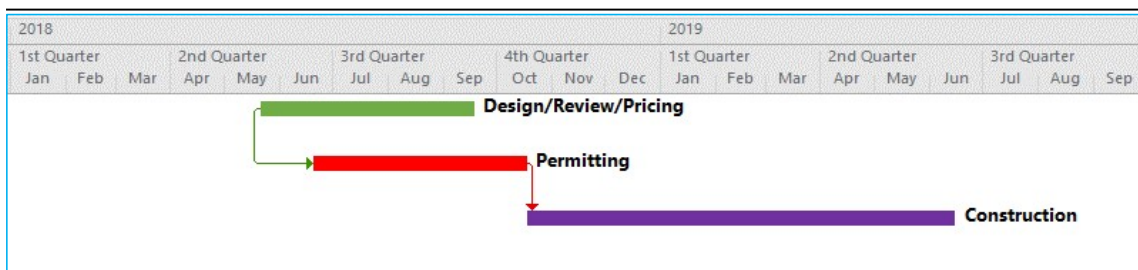 2018 2019
1st Quarter 2nd Quarter 3rd Quarter 4th Quarter 1st Quarter 2nd Quarter 3rd Quarter
Jan Feb Mar Apr May Jun Jul Aug Sep Oct Nov Dec Jan Feb Mar Apr May Jun Jul Aug Sep
Design/Review/Pricing
Permitting
Construction